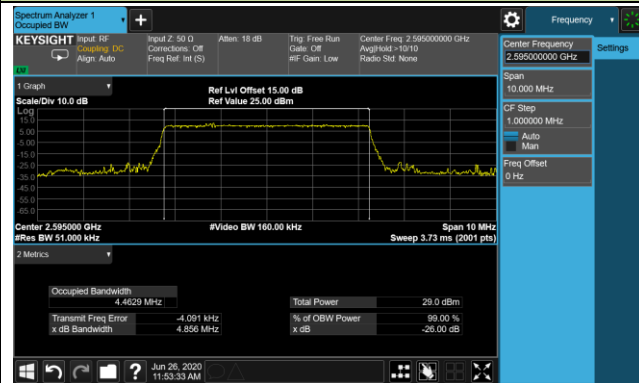 Spectrum Analyzer 1
Occupied BW
Frequency
KEYSIGHT
Input: RF
Coupling: DC
Align: Auto
Input Z: 50 Ω
Corrections: Off
Freq Ref: Int (S)
Atten: 18 dB
Trig: Free Run
Gate: Off
#IF Gain: Low
Center Freq: 2.595000000 GHz
Avg|Hold:>10/10
Radio Std: None
Center Frequency
2.595000000 GHz
Settings
Span
10.000 MHz
CF Step
1.000000 MHz
Auto
Man
Freq Offset
0 Hz
1 Graph
Scale/Div 10.0 dB
Ref Lvl Offset 15.00 dB
Ref Value 25.00 dBm
Log
15.0
5.00
-5.00
-15.0
-25.0
-35.0
-45.0
-55.0
-65.0
Center 2.595000 GHz
#Res BW 51.000 kHz
#Video BW 160.00 kHz
Span 10 MHz
Sweep 3.73 ms (2001 pts)
2 Metrics
Occupied Bandwidth
4.4629 MHz
Total Power
29.0 dBm
Transmit Freq Error
-4.091 kHz
% of OBW Power
99.00 %
x dB Bandwidth
4.856 MHz
x dB
-26.00 dB
?
Jun 26, 2020
11:53:33 AM